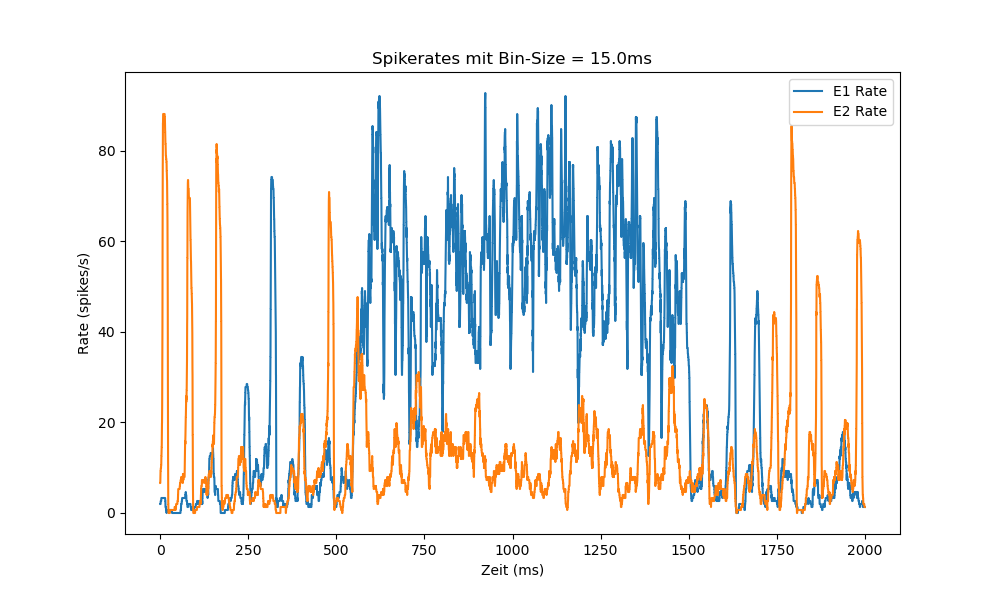 Spikerates mit Bin-Size = 15.0ms
E1 Rate
E2 Rate
Rate (spikes/s)
80
60
40
20
0
0 250 500 750 1000 1250 1500 1750 2000
Zeit (ms)